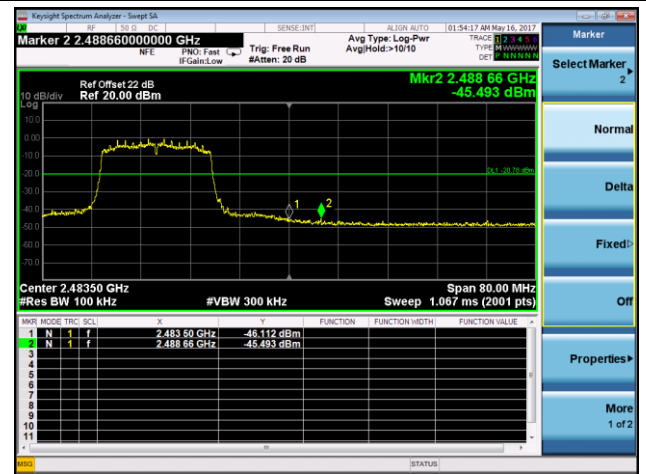 Keysight Spectrum Analyzer - Swept SA
RF 50 Ω DC SENSE:INT ALIGN AUTO 01:54:17 AM May 16, 2017
Marker 2 2.488660000000 GHz
NFE PNO: Fast IFGain:Low
Trig: Free Run #Atten: 20 dB
Avg Type: Log-Pwr Avg|Hold:>10/10
TRACE 1 2 3 4 5 6
TYPE M WWWWW
DET P NNNNN
Mkr2 2.488 66 GHz
-45.493 dBm
Ref Offset 22 dB
10 dB/div Ref 20.00 dBm
Log
10.0
0.00
-10.0
-20.0
-30.0
-40.0
-50.0
-60.0
-70.0
DL1 -20.76 dBm
1
2
Center 2.48350 GHz Span 80.00 MHz
#Res BW 100 kHz #VBW 300 kHz Sweep 1.067 ms (2001 pts)
MKR MODE TRC SCL X Y FUNCTION FUNCTION WIDTH FUNCTION VALUE
1 N 1 f 2.483 50 GHz -46.112 dBm
2 N 1 f 2.488 66 GHz -45.493 dBm
3
4
5
6
7
8
9
10
11
MSG STATUS
Marker
Select Marker
2
Normal
Delta
Fixed
Off
Properties
More
1 of 2